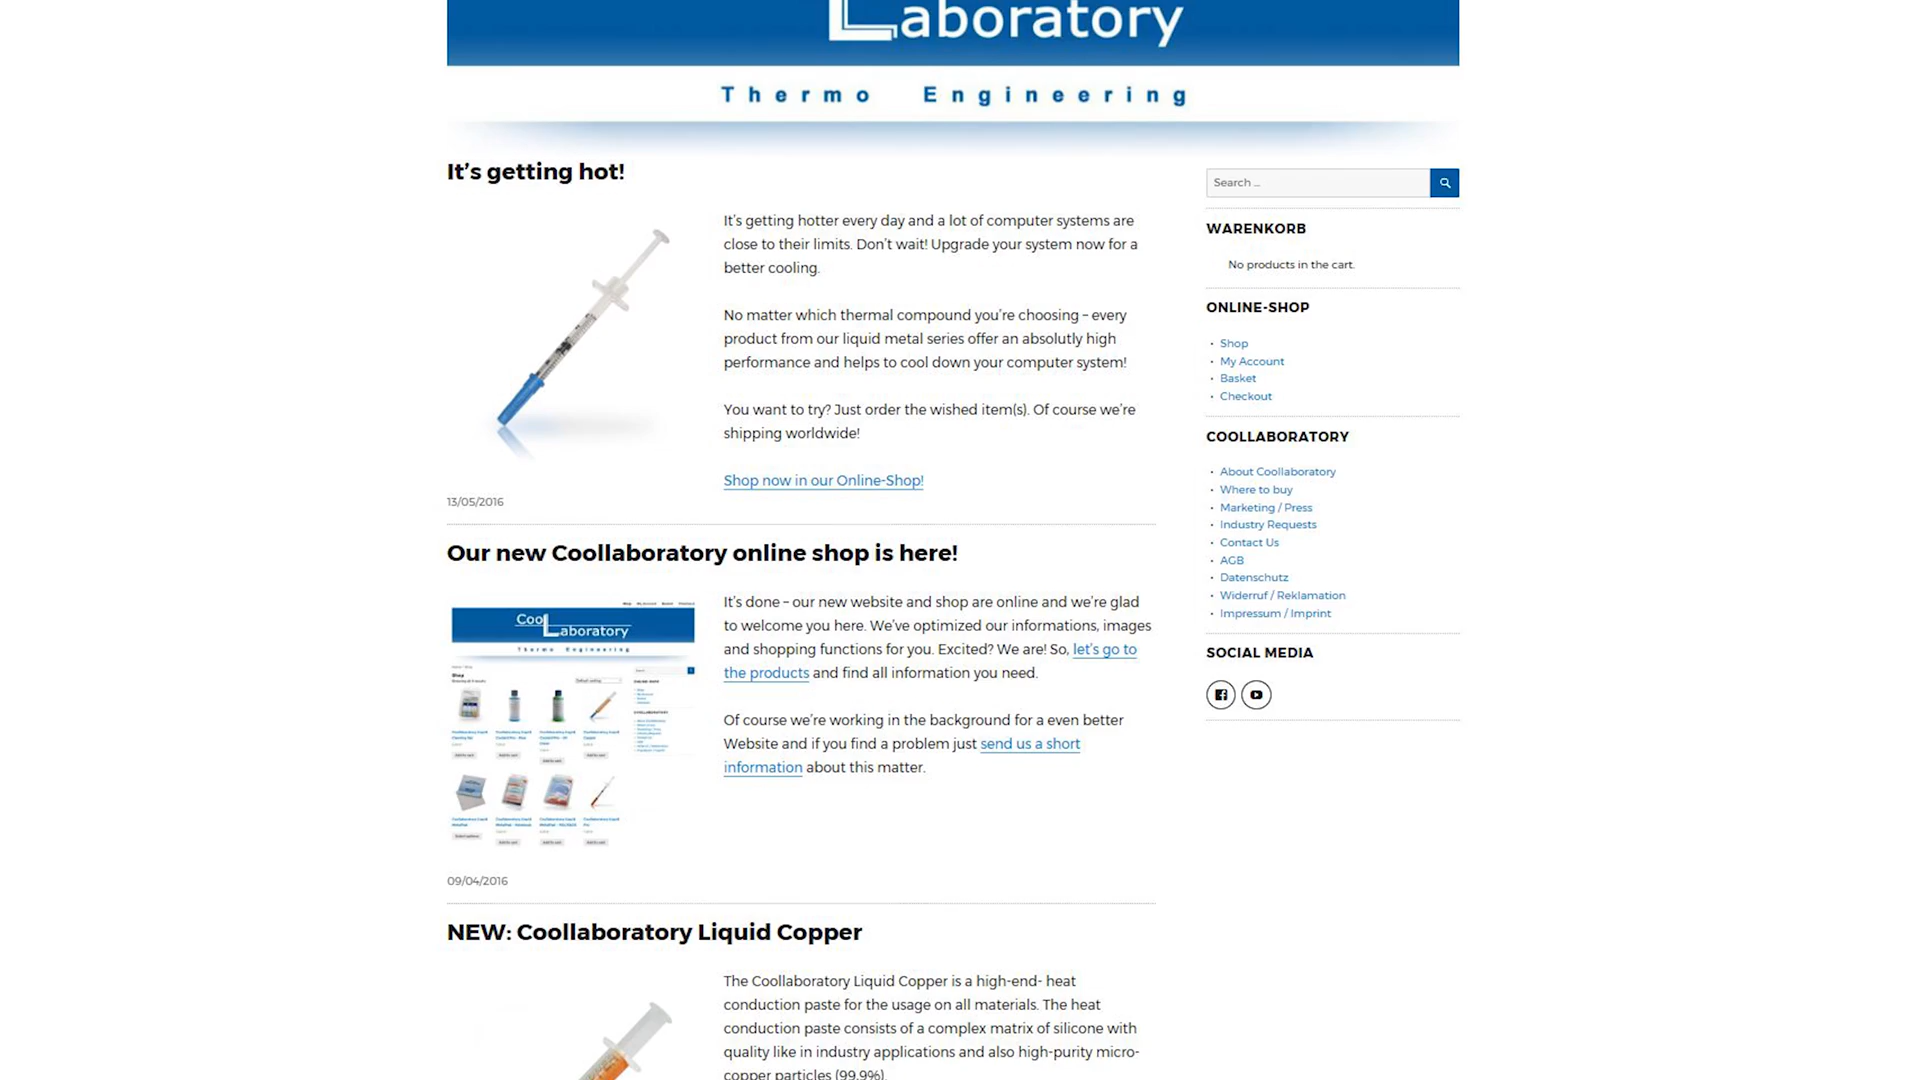 Laboratory
Thermo Engineering
It's getting hot!
It's getting hotter every day and a lot of computer systems are
close to their limits. Don't wait! Upgrade your system now for a
better cooling.
No matter which thermal compound you're choosing – every
product from our liquid metal series offer an absolutly high
performance and helps to cool down your computer system!
You want to try? Just order the wished item(s). Of course we're
shipping worldwide!
Shop now in our Online-Shop!
13/05/2016
Our new Coollaboratory online shop is here!
Cool
Laboratory
Thermo Engineering
Shop
It's done – our new website and shop are online and we're glad
to welcome you here. We've optimized our informations, images
and shopping functions for you. Excited? We are! So, let's go to
the products and find all information you need.
Of course we're working in the background for a even better
Website and if you find a problem just send us a short
information about this matter.
09/04/2016
NEW: Coollaboratory Liquid Copper
The Coollaboratory Liquid Copper is a high-end- heat
conduction paste for the usage on all materials. The heat
conduction paste consists of a complex matrix of silicone with
quality like in industry applications and also high-purity micro-
copper particles (99,9%).
Search ...
WARENKORB
No products in the cart.
ONLINE-SHOP
Shop
My Account
Basket
Checkout
COOLLABORATORY
About Coollaboratory
Where to buy
Marketing / Press
Industry Requests
Contact Us
AGB
Datenschutz
Widerruf / Reklamation
Impressum / Imprint
SOCIAL MEDIA